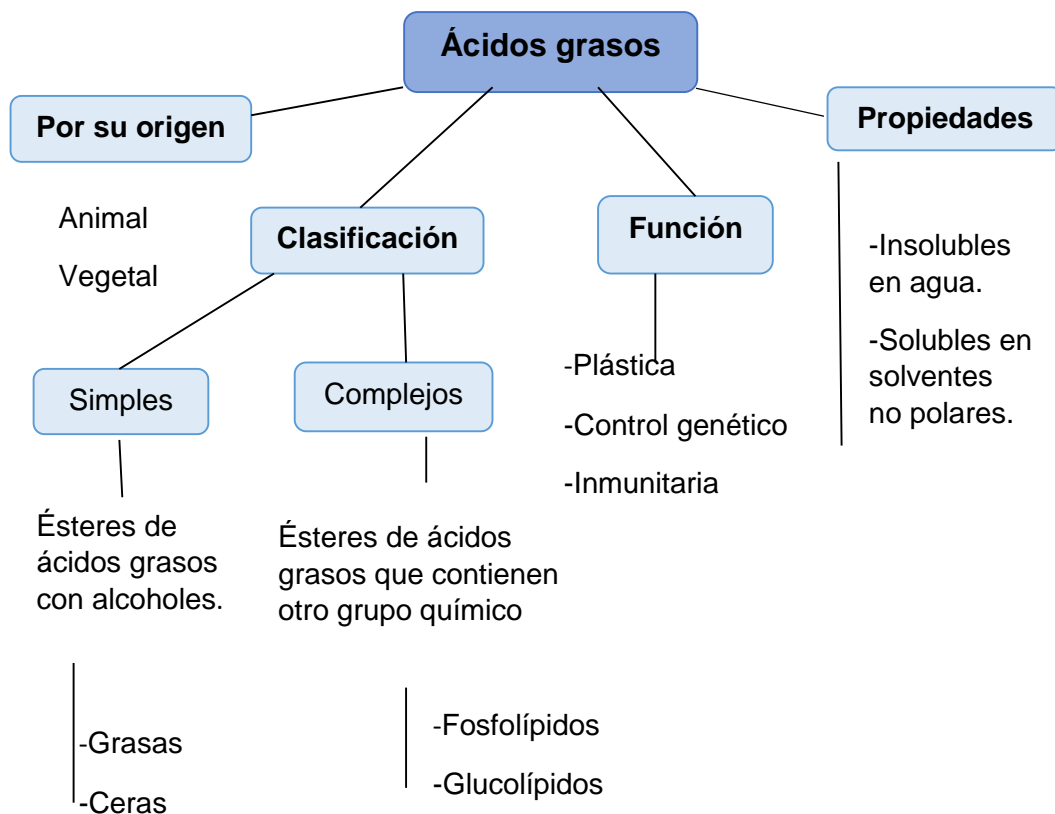 Ácidos grasos
Por su origen
Animal
Vegetal
Clasificación
Simples
Ésteres de
ácidos grasos
con alcoholes.
-Grasas
-Ceras
Complejos
Ésteres de ácidos
grasos que contienen
otro grupo químico
-Fosfolípidos
-Glucolípidos
Función
-Plástica
-Control genético
-Inmunitaria
Propiedades
-Insolubles
en agua.
-Solubles en
solventes
no polares.